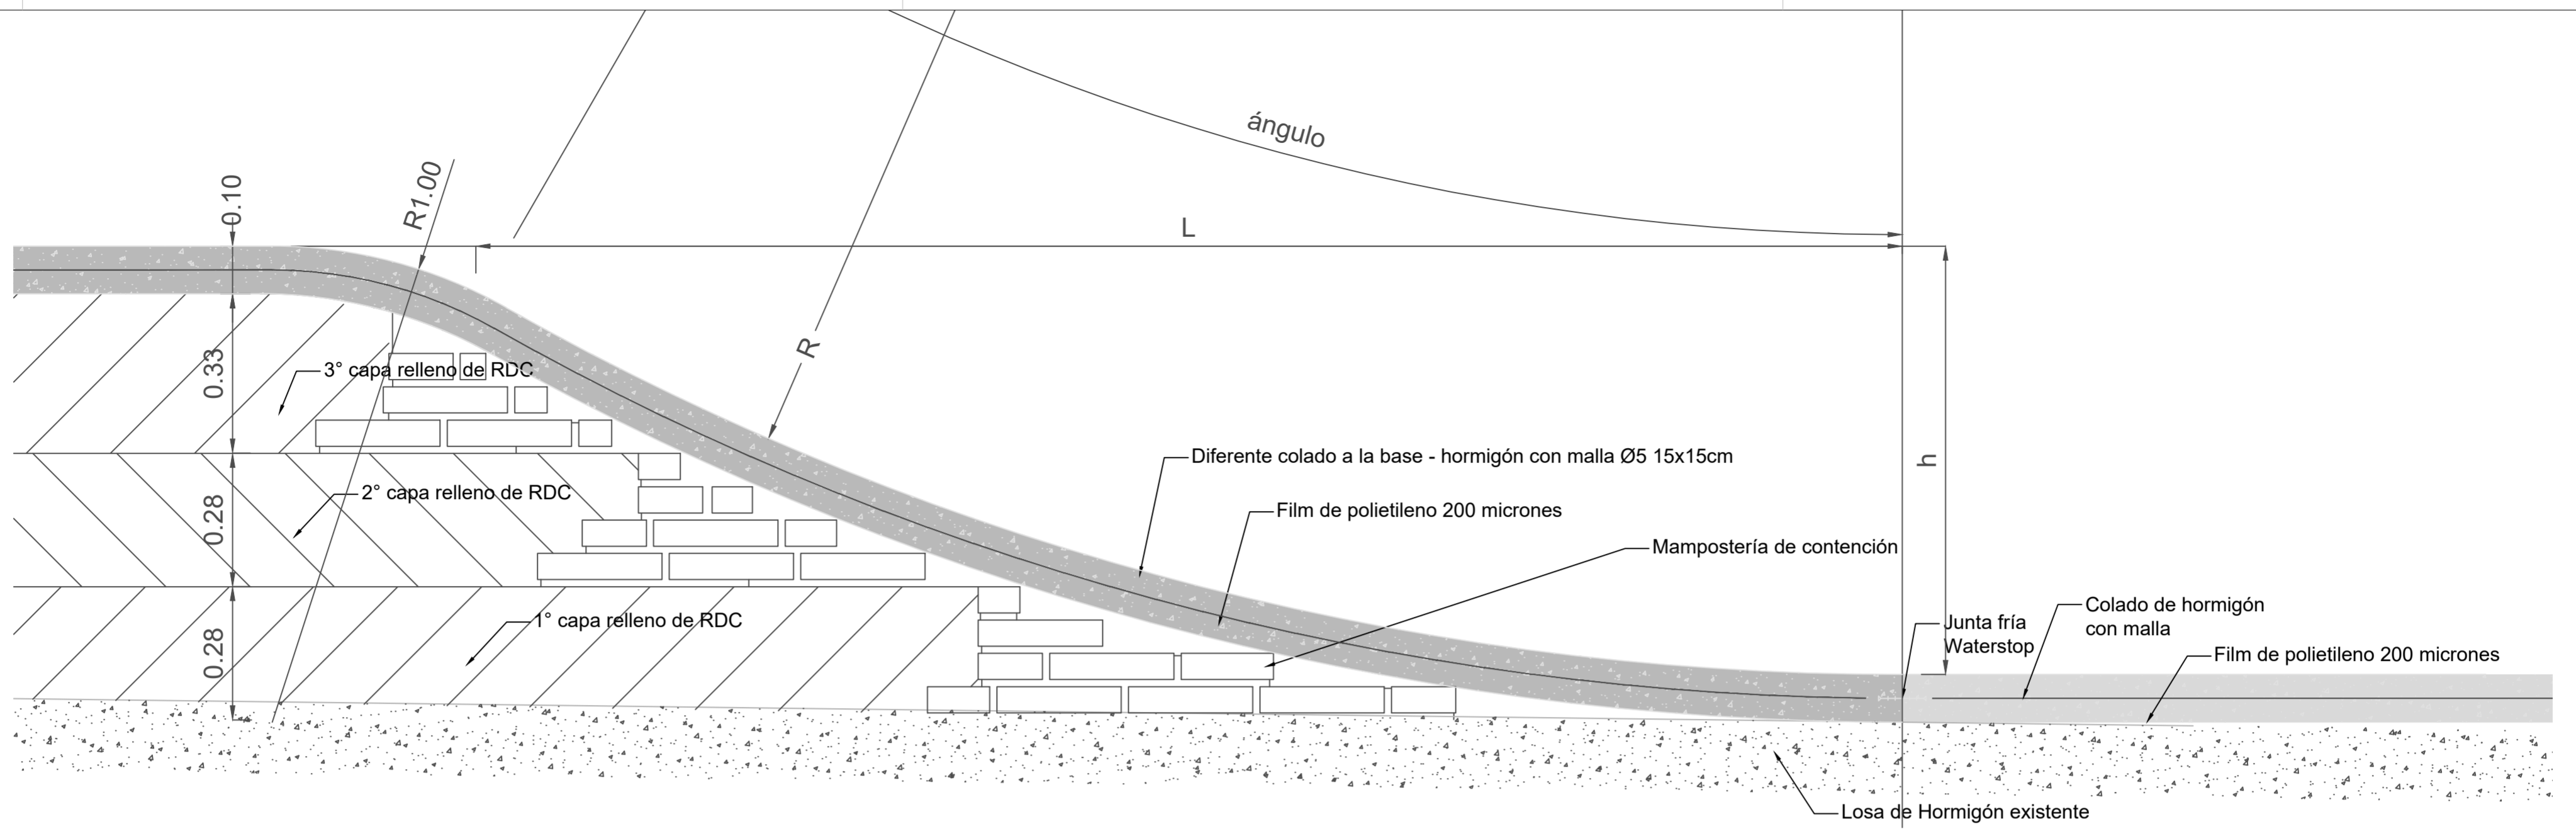 ángulo
0.10
R1.00
L
R
0.33
3° capa relleno de RDC
h
Diferente colado a la base - hormigón con malla Ø5 15x15cm
0.28
2° capa relleno de RDC
Film de polietileno 200 micrones
Mampostería de contención
0.28
1° capa relleno de RDC
Junta fría
Waterstop
Colado de hormigón
con malla
Film de polietileno 200 micrones
Losa de Hormigón existente